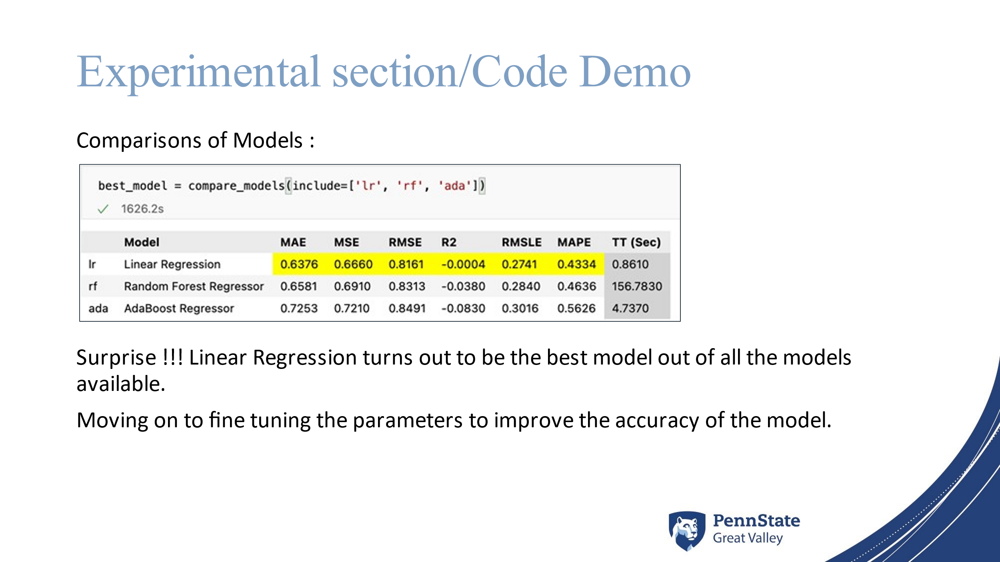 Experimental section/Code Demo
Comparisons of Models :
best_model = compare_models(include=['lr', 'rf', 'ada'])
1626.2s
Model MAE MSE RMSE R2 RMSLE MAPE TT (Sec)
lr Linear Regression 0.6376 0.6660 0.8161 -0.0004 0.2741 0.4334 0.8610
rf Random Forest Regressor 0.6581 0.6910 0.8313 -0.0380 0.2840 0.4636 156.7830
ada AdaBoost Regressor 0.7253 0.7210 0.8491 -0.0830 0.3016 0.5626 4.7370
Surprise !!! Linear Regression turns out to be the best model out of all the models
available.
Moving on to fine tuning the parameters to improve the accuracy of the model.
PennState
Great Valley